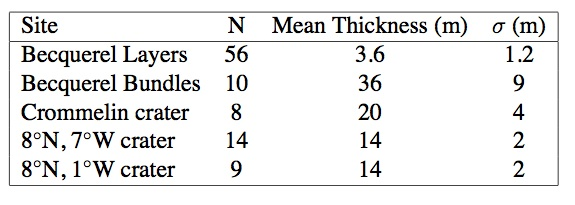 Site N Mean Thickness (m) σ (m)
Becquerel Layers 56 3.6 1.2
Becquerel Bundles 10 36 9
Crommelin crater 8 20 4
8°N, 7°W crater 14 14 2
8°N, 1°W crater 9 14 2